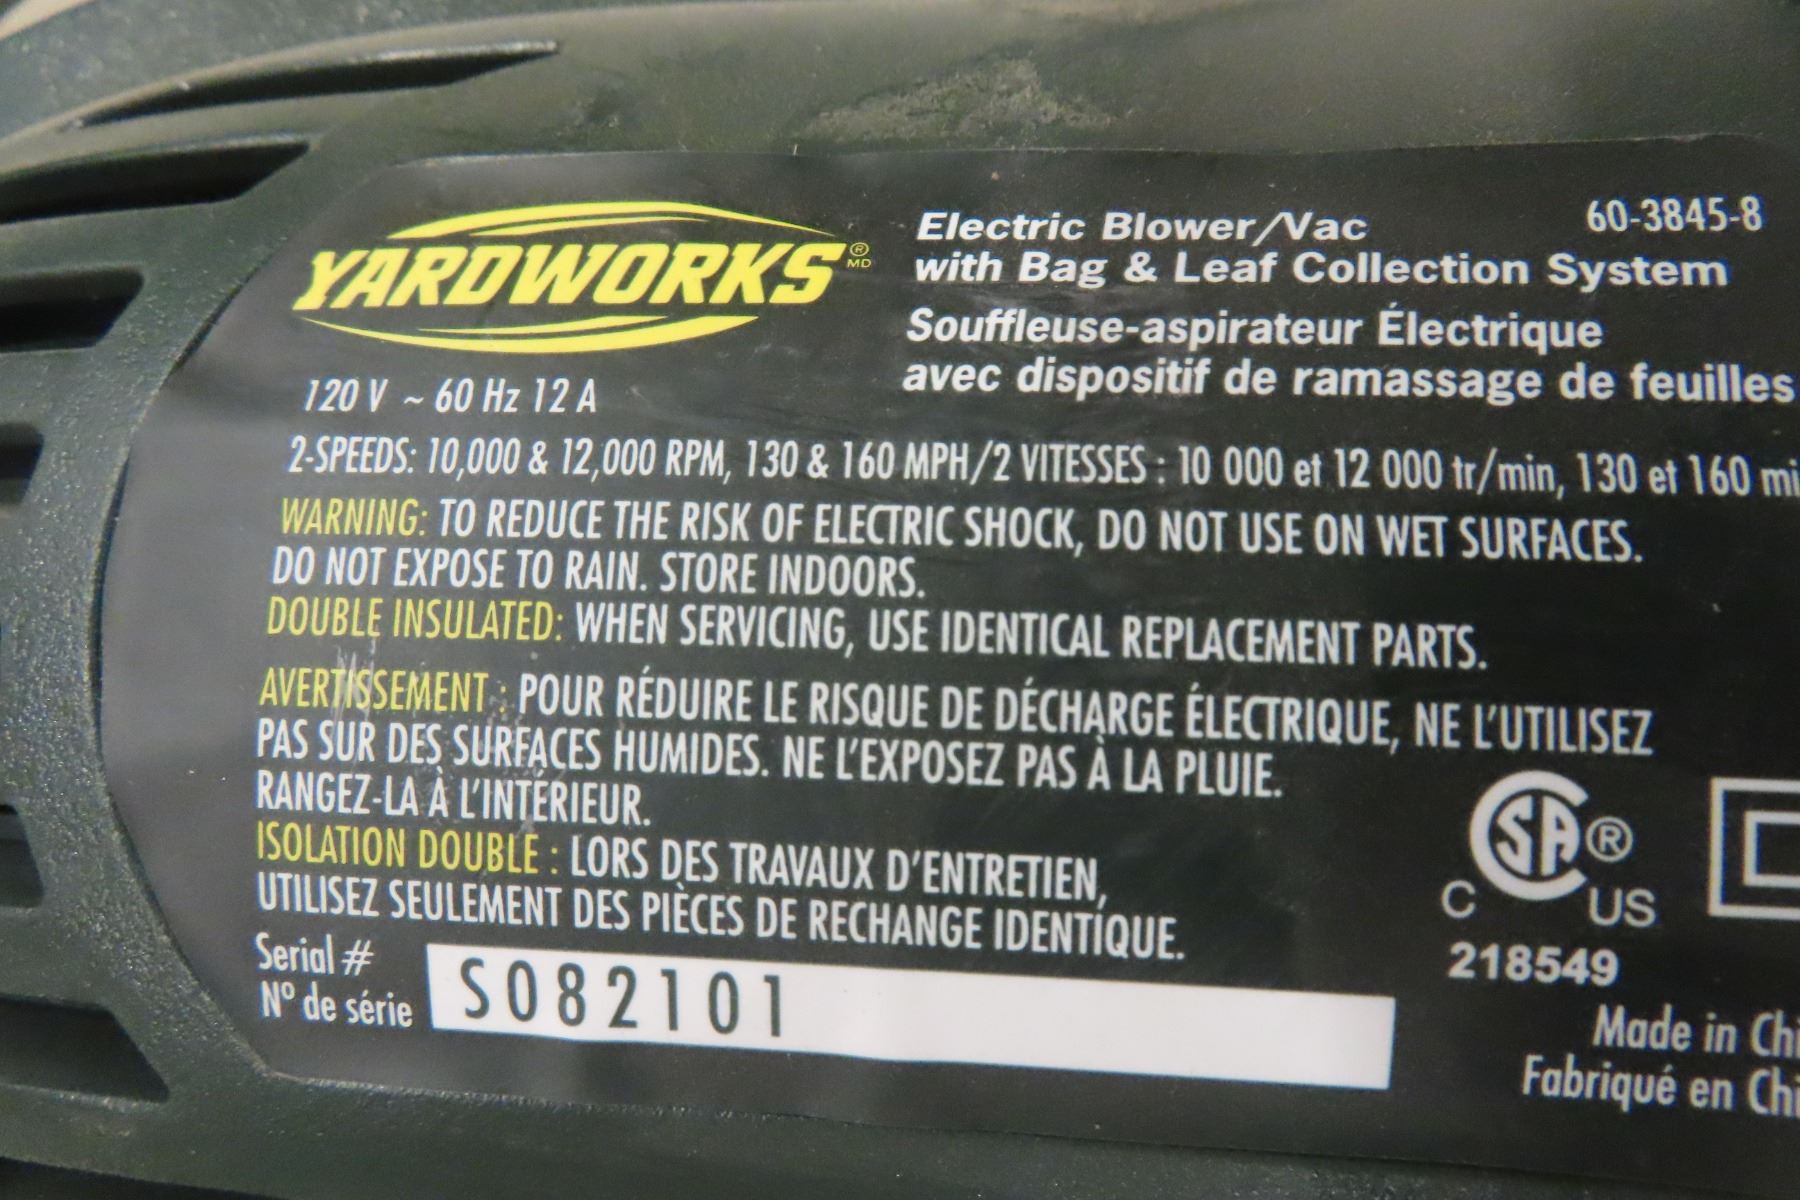 YARDWORKS®
MD
Electric Blower/Vac
60-3845-8
with Bag & Leaf Collection System
Souffleuse-aspirateur Électrique
avec dispositif de ramassage de feuilles
120 V ~ 60 Hz 12 A
2-SPEEDS: 10,000 & 12,000 RPM, 130 & 160 MPH/2 VITESSES : 10 000 et 12 000 tr/min, 130 et 160 mi
WARNING: TO REDUCE THE RISK OF ELECTRIC SHOCK, DO NOT USE ON WET SURFACES.
DO NOT EXPOSE TO RAIN. STORE INDOORS.
DOUBLE INSULATED: WHEN SERVICING, USE IDENTICAL REPLACEMENT PARTS.
AVERTISSEMENT : POUR RÉDUIRE LE RISQUE DE DÉCHARGE ÉLECTRIQUE, NE L'UTILISEZ
PAS SUR DES SURFACES HUMIDES. NE L'EXPOSEZ PAS À LA PLUIE.
RANGEZ-LA À L'INTÉRIEUR.
ISOLATION DOUBLE : LORS DES TRAVAUX D'ENTRETIEN,
UTILISEZ SEULEMENT DES PIÈCES DE RECHANGE IDENTIQUE.
Serial #
N° de série
S082101
C SA® US
218549
Made in Chi
Fabriqué en Chi